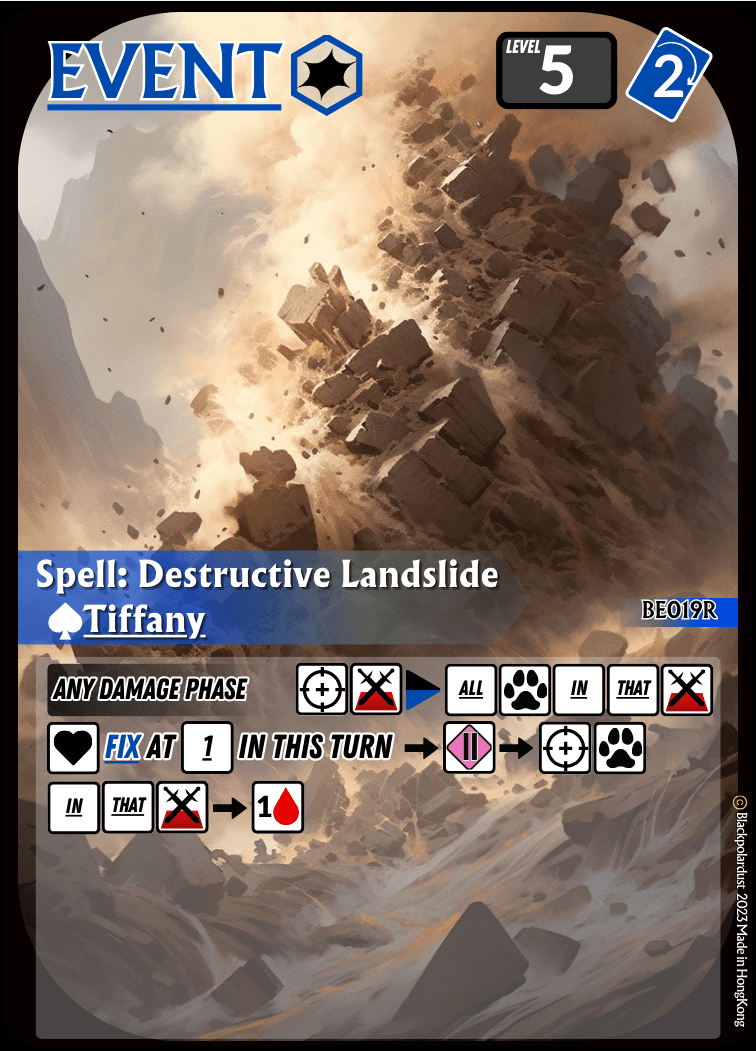 EVENT
LEVEL 5
2
Spell: Destructive Landslide
Tiffany
BE019R
ANY DAMAGE PHASE ALL IN THAT
FIX AT 1 IN THIS TURN
IN THAT 1
© Blackpolardust 2023 Made in HongKong